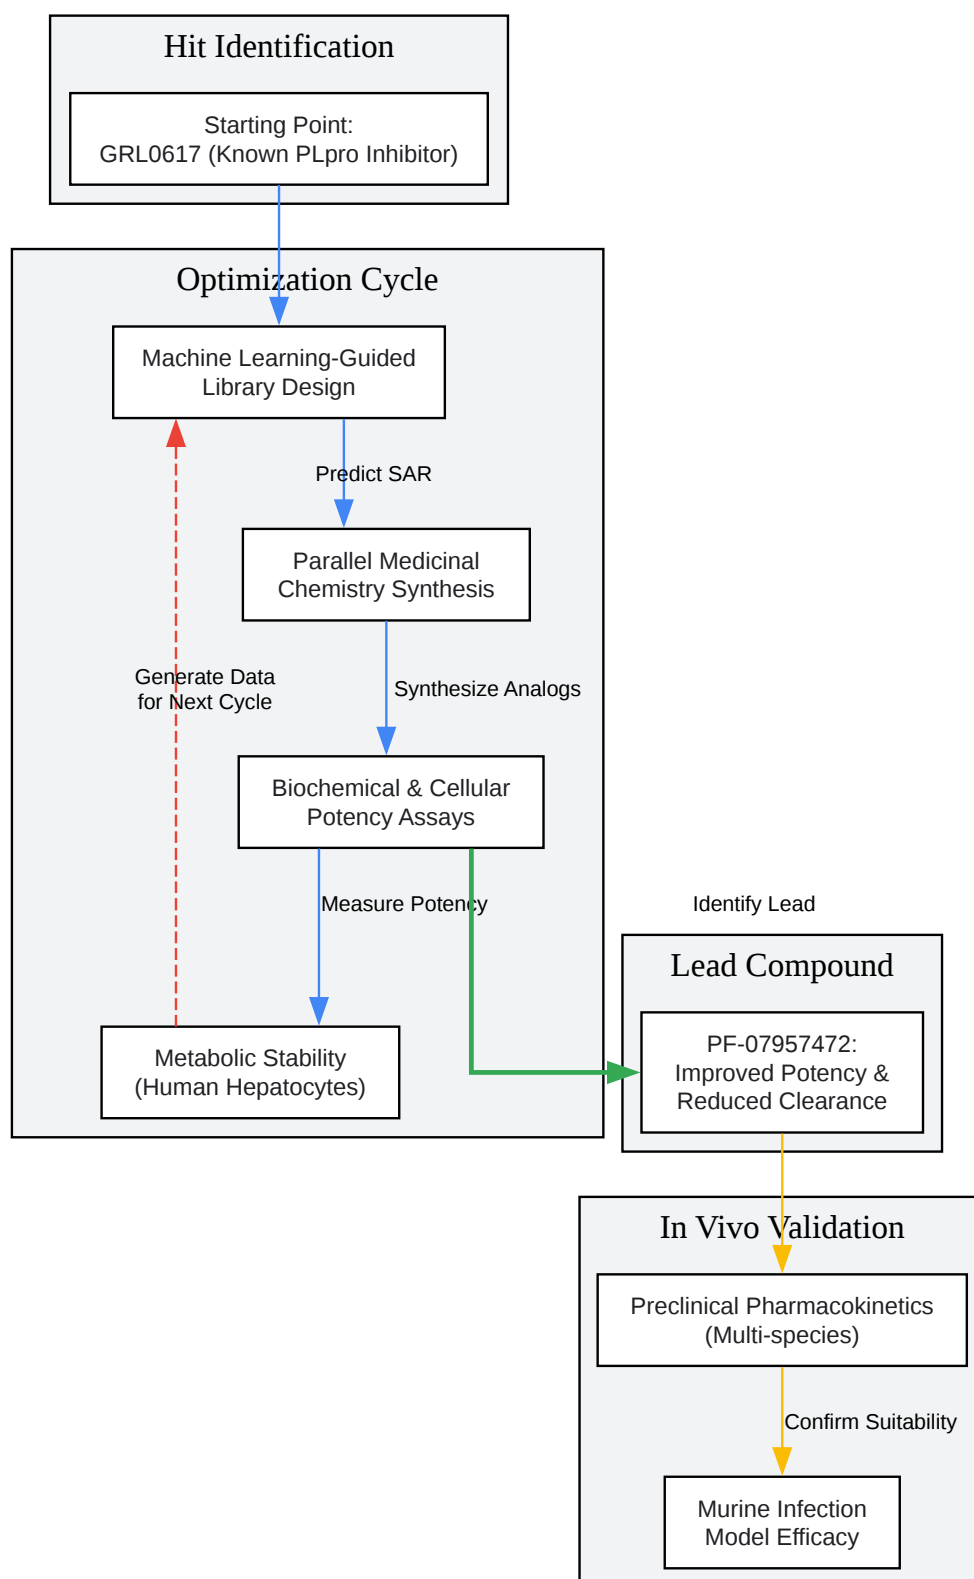 Hit Identification
Starting Point:
GRL0617 (Known PLpro Inhibitor)
Optimization Cycle
Machine Learning-Guided
Library Design
Predict SAR
Parallel Medicinal
Chemistry Synthesis
Generate Data
for Next Cycle
Synthesize Analogs
Biochemical & Cellular
Potency Assays
Measure Potency
Metabolic Stability
(Human Hepatocytes)
Identify Lead
Lead Compound
PF-07957472:
Improved Potency &
Reduced Clearance
In Vivo Validation
Preclinical Pharmacokinetics
(Multi-species)
Confirm Suitability
Murine Infection
Model Efficacy